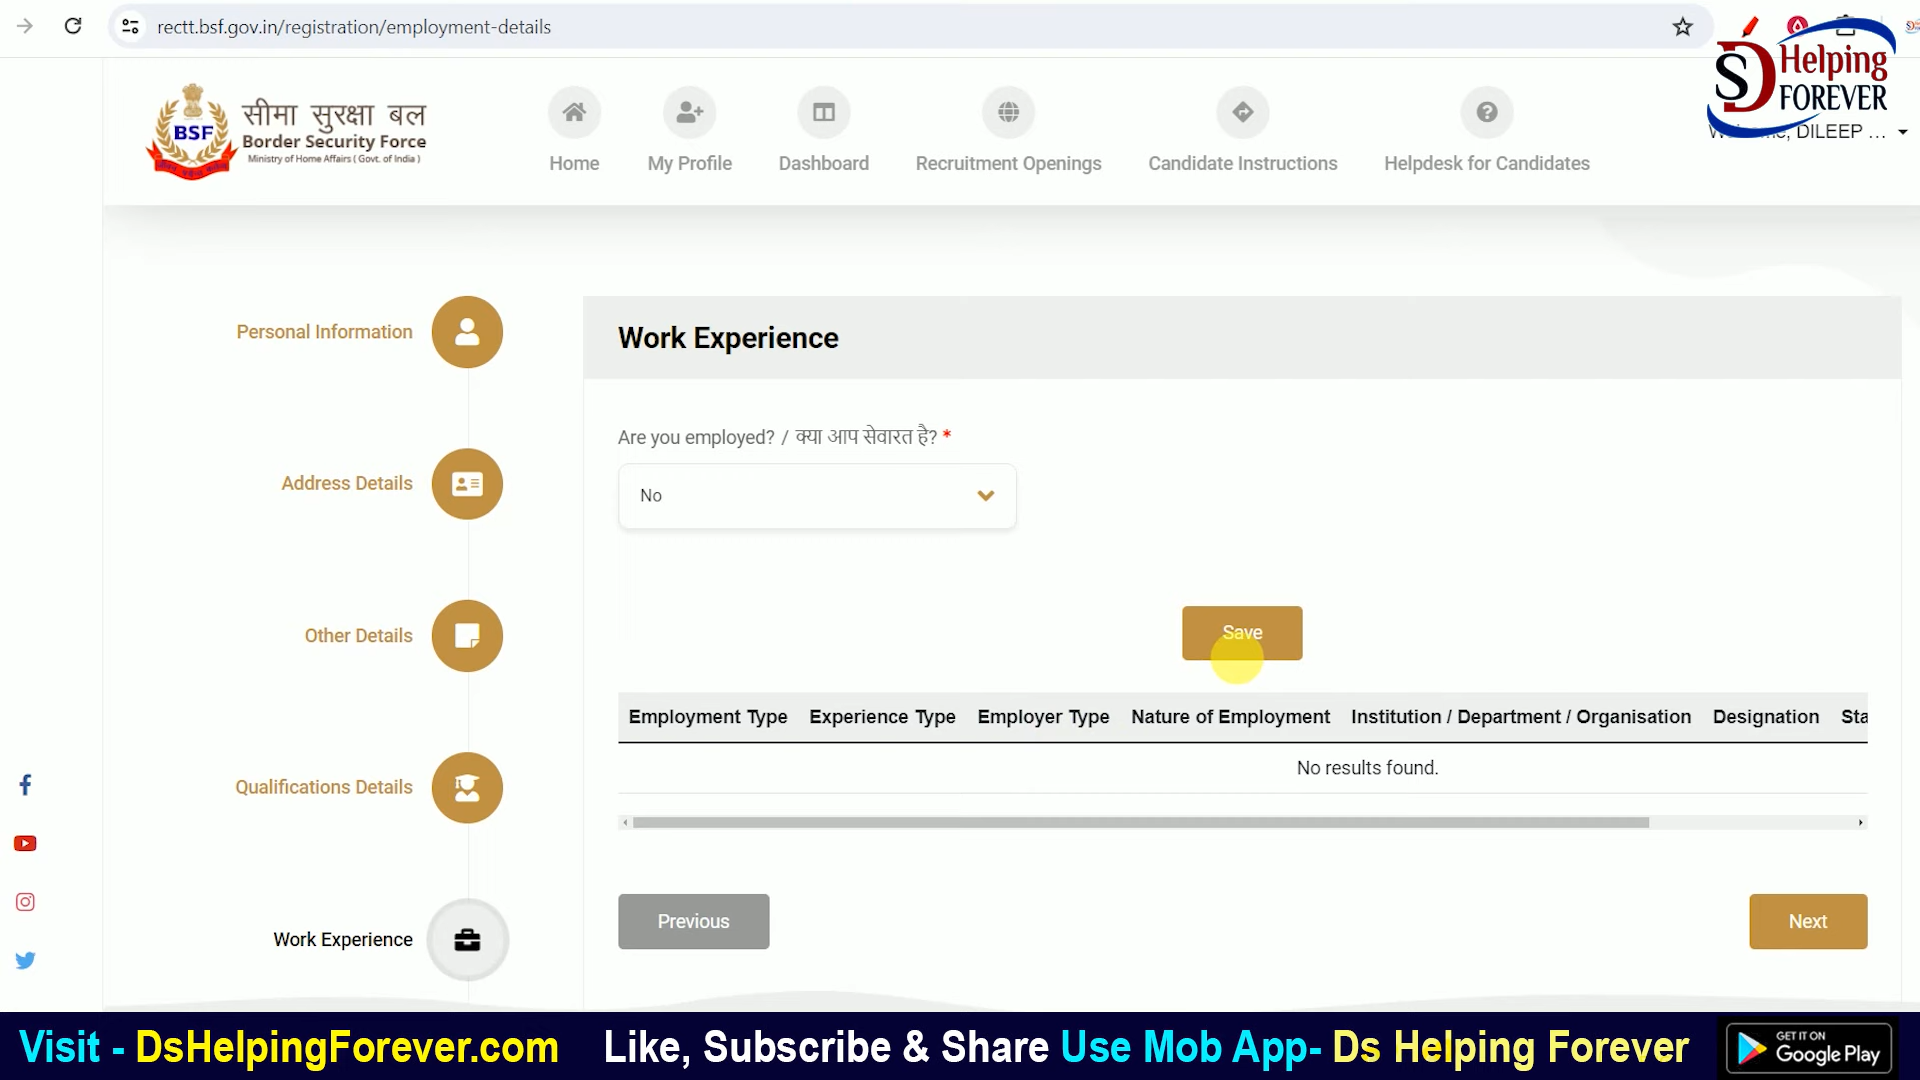 rectt.bsf.gov.in/registration/employment-details
SD Helping
FOREVER
BSF
सीमा सुरक्षा बल
Border Security Force
Ministry of Home Affairs ( Govt. of India )
Home
My Profile
Dashboard
Recruitment Openings
Candidate Instructions
Helpdesk for Candidates
DILEEP ...
Personal Information
Address Details
Other Details
Qualifications Details
Work Experience
Work Experience
Are you employed? / क्या आप सेवारत है? *
No
Save
Employment Type Experience Type Employer Type Nature of Employment Institution / Department / Organisation Designation Sta
No results found.
Previous
Next
Visit - DsHelpingForever.com Like, Subscribe & Share Use Mob App- Ds Helping Forever
GET IT ON
Google Play